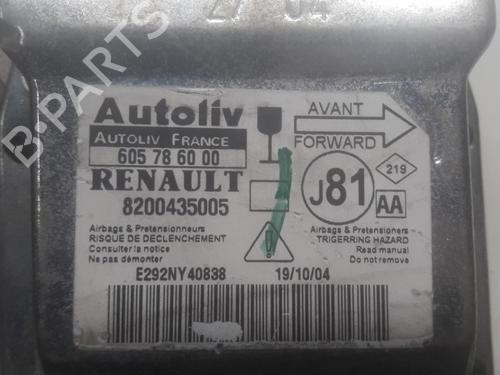 27 04
B-PARTS
Autoliv
AUTOLIV FRANCE
605 78 60 00
RENAULT
8200435005
AVANT
FORWARD
J81
219
AA
Airbags & Pretensionneurs
RISQUE DE DECLENCHEMENT
Consulter la notice
Ne pas démonter
Airbags & Pretensioners
TRIGERRING HAZARD
Read manual
Do not remove
E292NY40838
19/10/04